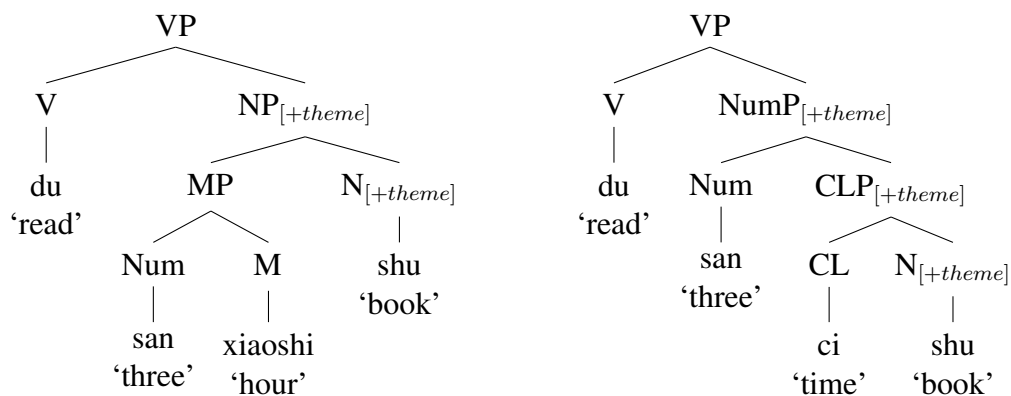 VP VP
V NP[+theme] V NumP[+theme]
du MP N[+theme] du Num CLP[+theme]
‘read’ ‘read’
Num M shu san CL N[+theme]
‘book’ ‘three’
san xiaoshi ci shu
‘three’ ‘hour’ ‘time’ ‘book’